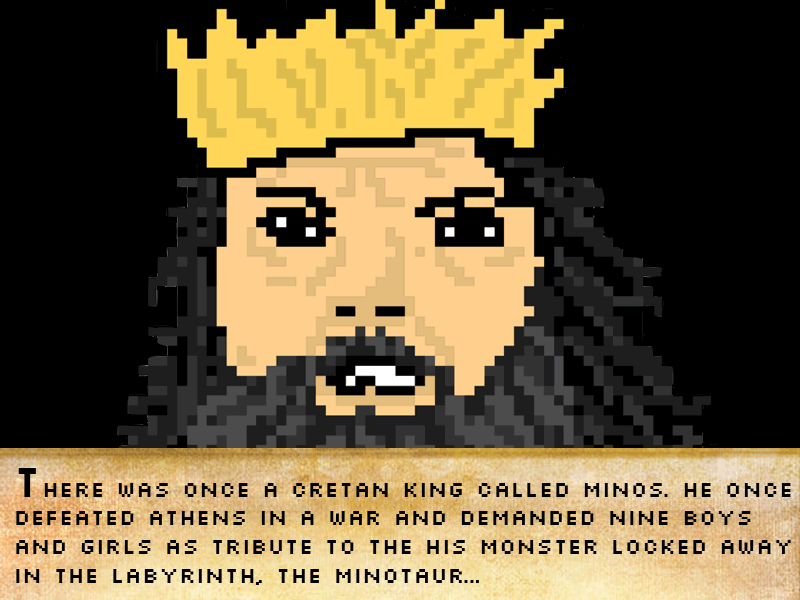 THERE WAS ONCE A CRETAN KING CALLED MINOS. HE ONCE
DEFEATED ATHENS IN A WAR AND DEMANDED NINE BOYS
AND GIRLS AS TRIBUTE TO THE HIS MONSTER LOCKED AWAY
IN THE LABYRINTH, THE MINOTAUR...